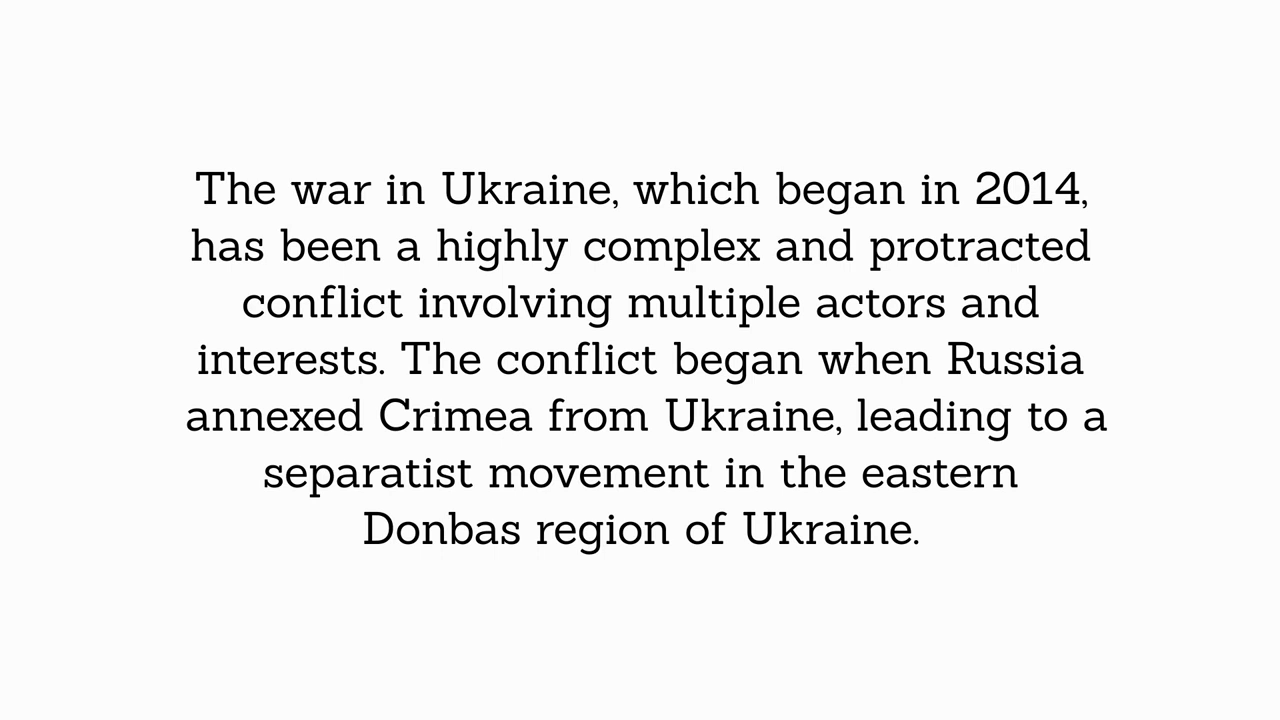 The war in Ukraine, which began in 2014,
has been a highly complex and protracted
conflict involving multiple actors and
interests. The conflict began when Russia
annexed Crimea from Ukraine, leading to a
separatist movement in the eastern
Donbas region of Ukraine.